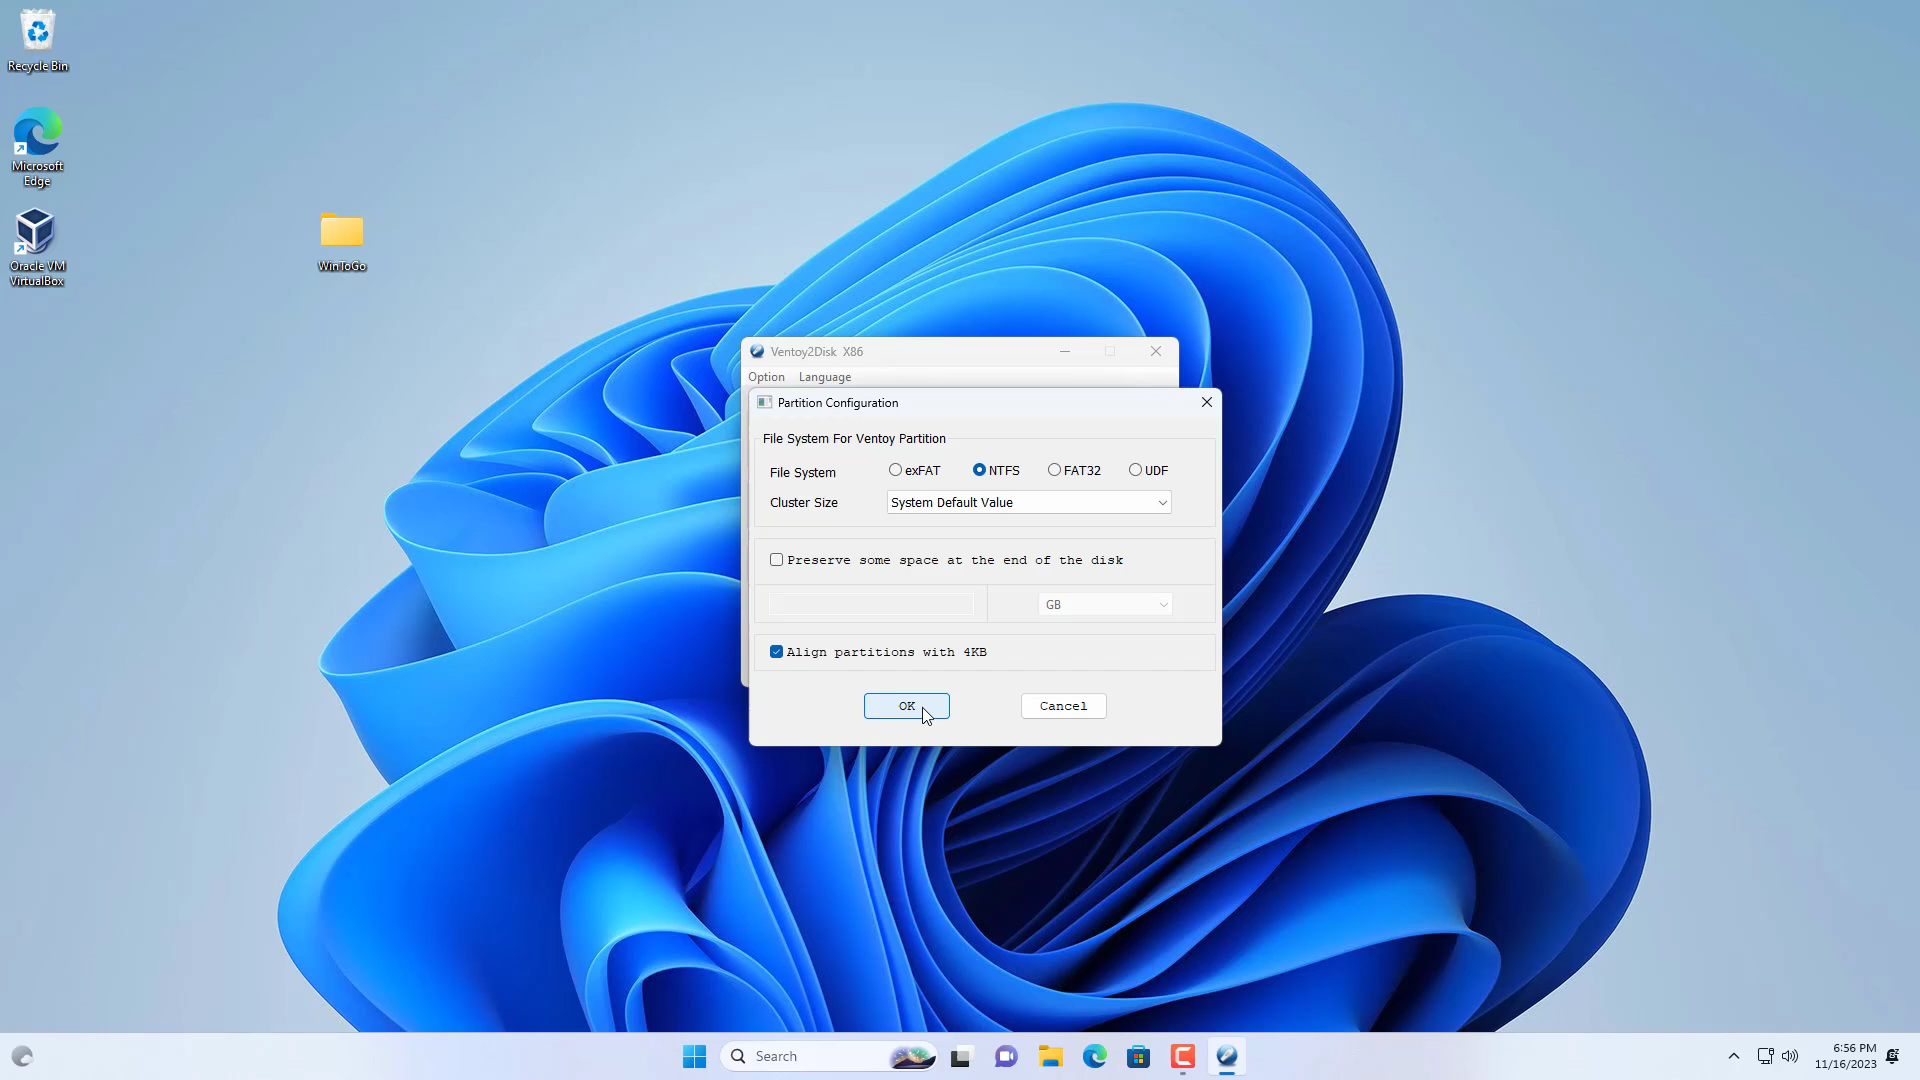 Recycle Bin
Microsoft
Edge
Oracle VM
VirtualBox
WinToGo
Ventoy2Disk X86
Option Language
Partition Configuration
File System For Ventoy Partition
File System exFAT NTFS FAT32 UDF
Cluster Size System Default Value
Preserve some space at the end of the disk
GB
Align partitions with 4KB
OK Cancel
Search
6:56 PM
11/16/2023